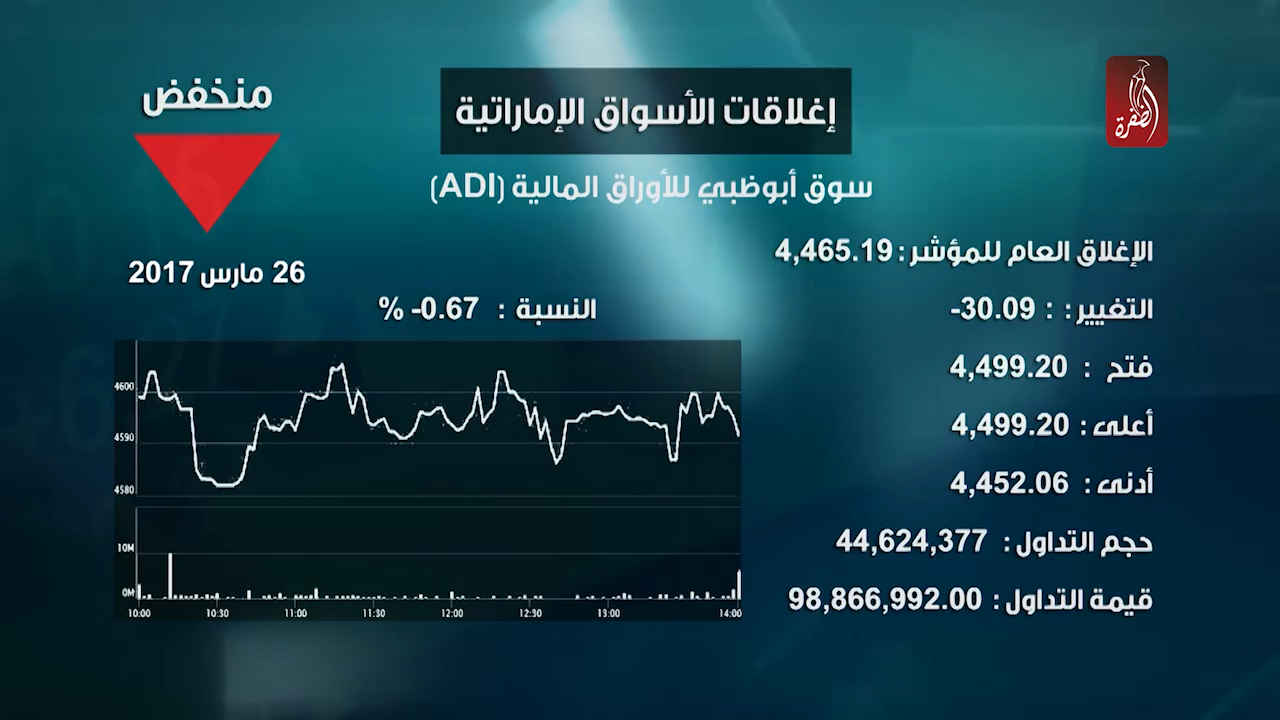 إغلاقات الأسواق الإماراتية
الظفرة
منخفض
سوق أبوظبي للأوراق المالية (ADI)
26 مارس 2017
الإغلاق العام للمؤشر : 4,465.19
التغيير : : -30.09
النسبة : -0.67 %
فتح : 4,499.20
أعلى : 4,499.20
أدنى : 4,452.06
حجم التداول : 44,624,377
قيمة التداول : 98,866,992.00
4600
4590
4580
10M
0M
10:00 10:30 11:00 11:30 12:00 12:30 13:00 14:00